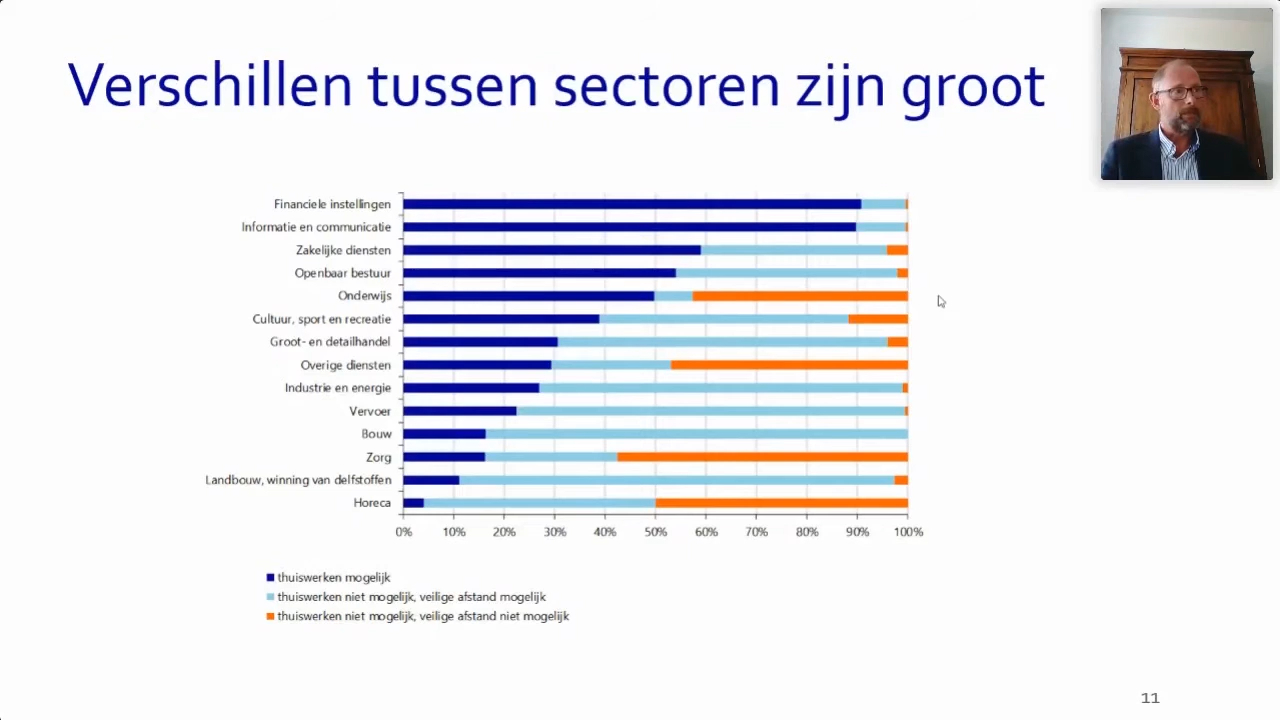 Verschillen tussen sectoren zijn groot
Financiele instellingen
Informatie en communicatie
Zakelijke diensten
Openbaar bestuur
Onderwijs
Cultuur, sport en recreatie
Groot- en detailhandel
Overige diensten
Industrie en energie
Vervoer
Bouw
Zorg
Landbouw, winning van delfstoffen
Horeca
0% 10% 20% 30% 40% 50% 60% 70% 80% 90% 100%
thuiswerken mogelijk
thuiswerken niet mogelijk, veilige afstand mogelijk
thuiswerken niet mogelijk, veilige afstand niet mogelijk
11